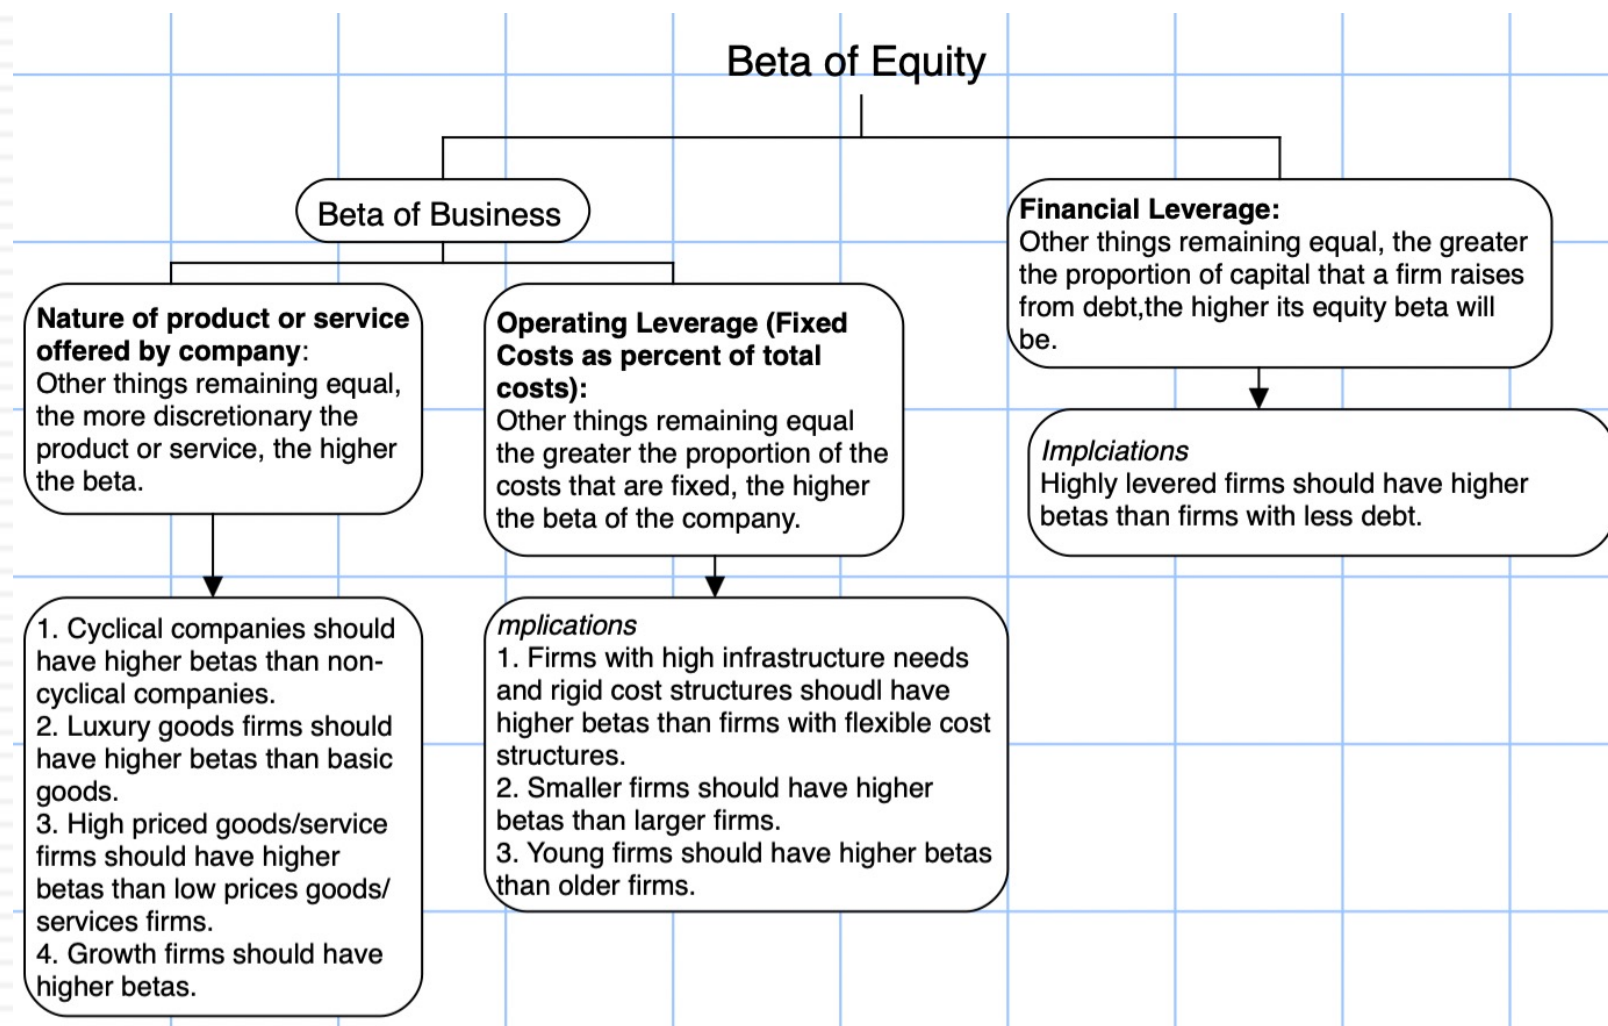 Beta of Equity
Beta of Business
Nature of product or service
offered by company:
Other things remaining equal,
the more discretionary the
product or service, the higher
the beta.
1. Cyclical companies should
have higher betas than non-
cyclical companies.
2. Luxury goods firms should
have higher betas than basic
goods.
3. High priced goods/service
firms should have higher
betas than low prices goods/
services firms.
4. Growth firms should have
higher betas.
Operating Leverage (Fixed
Costs as percent of total
costs):
Other things remaining equal
the greater the proportion of the
costs that are fixed, the higher
the beta of the company.
mplications
1. Firms with high infrastructure needs
and rigid cost structures shoudl have
higher betas than firms with flexible cost
structures.
2. Smaller firms should have higher
betas than larger firms.
3. Young firms should have higher betas
than older firms.
Financial Leverage:
Other things remaining equal, the greater
the proportion of capital that a firm raises
from debt,the higher its equity beta will
be.
Implciations
Highly levered firms should have higher
betas than firms with less debt.